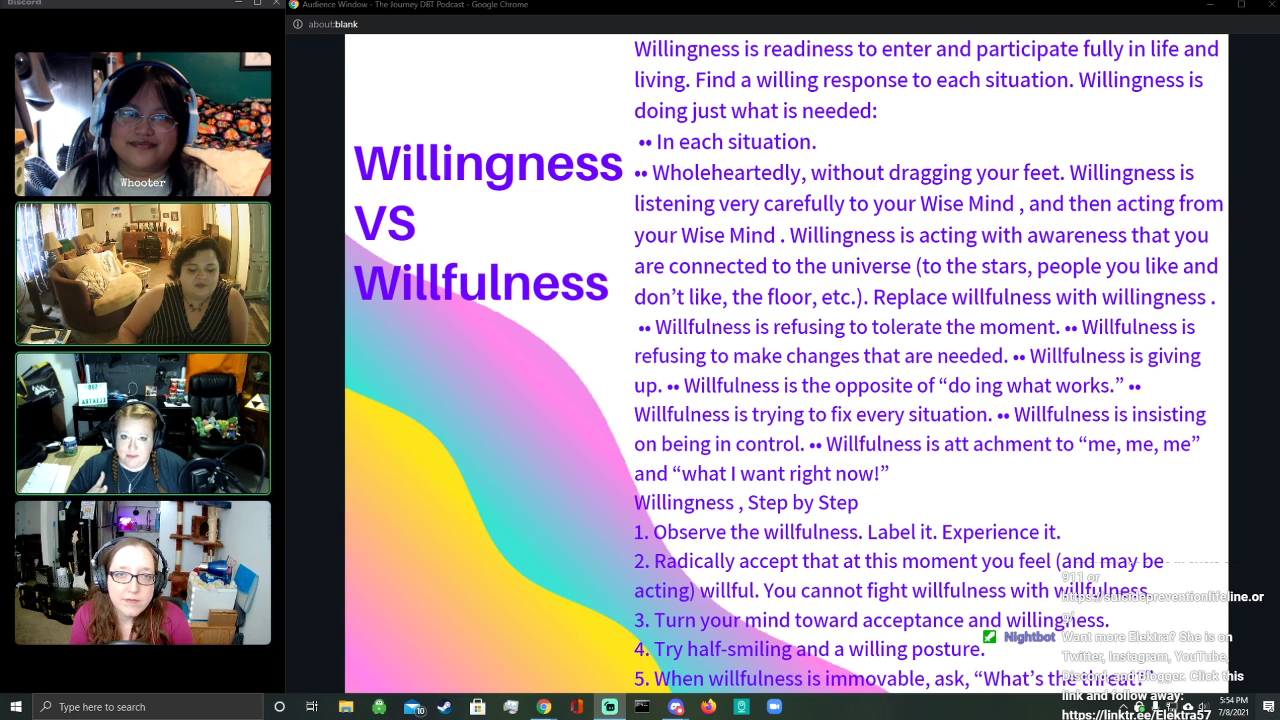 Discord
Audience Window - The Journey DBT Podcast - Google Chrome
about:blank
Whooter
Willingness
VS
Willfulness
Willingness is readiness to enter and participate fully in life and
living. Find a willing response to each situation. Willingness is
doing just what is needed:
•• In each situation.
•• Wholeheartedly, without dragging your feet. Willingness is
listening very carefully to your Wise Mind , and then acting from
your Wise Mind . Willingness is acting with awareness that you
are connected to the universe (to the stars, people you like and
don’t like, the floor, etc.). Replace willfulness with willingness .
•• Willfulness is refusing to tolerate the moment. •• Willfulness is
refusing to make changes that are needed. •• Willfulness is giving
up. •• Willfulness is the opposite of “do ing what works.” ••
Willfulness is trying to fix every situation. •• Willfulness is insisting
on being in control. •• Willfulness is att achment to “me, me, me”
and “what I want right now!”
Willingness , Step by Step
1. Observe the willfulness. Label it. Experience it.
2. Radically accept that at this moment you feel (and may be
acting) willful. You cannot fight willfulness with willfulness.
3. Turn your mind toward acceptance and willingness.
4. Try half-smiling and a willing posture.
5. When willfulness is immovable, ask, “What’s the threat?”
911 or
https://suicidepreventionlifeline.or
g/
Nightbot Want more Elektra? She is on
Twitter, Instagram, YouTube,
Discord, and Blogger. Click this
link and follow away:
https://linktr.ee/Elektra57
Type here to search
10
5:54 PM
7/8/2021